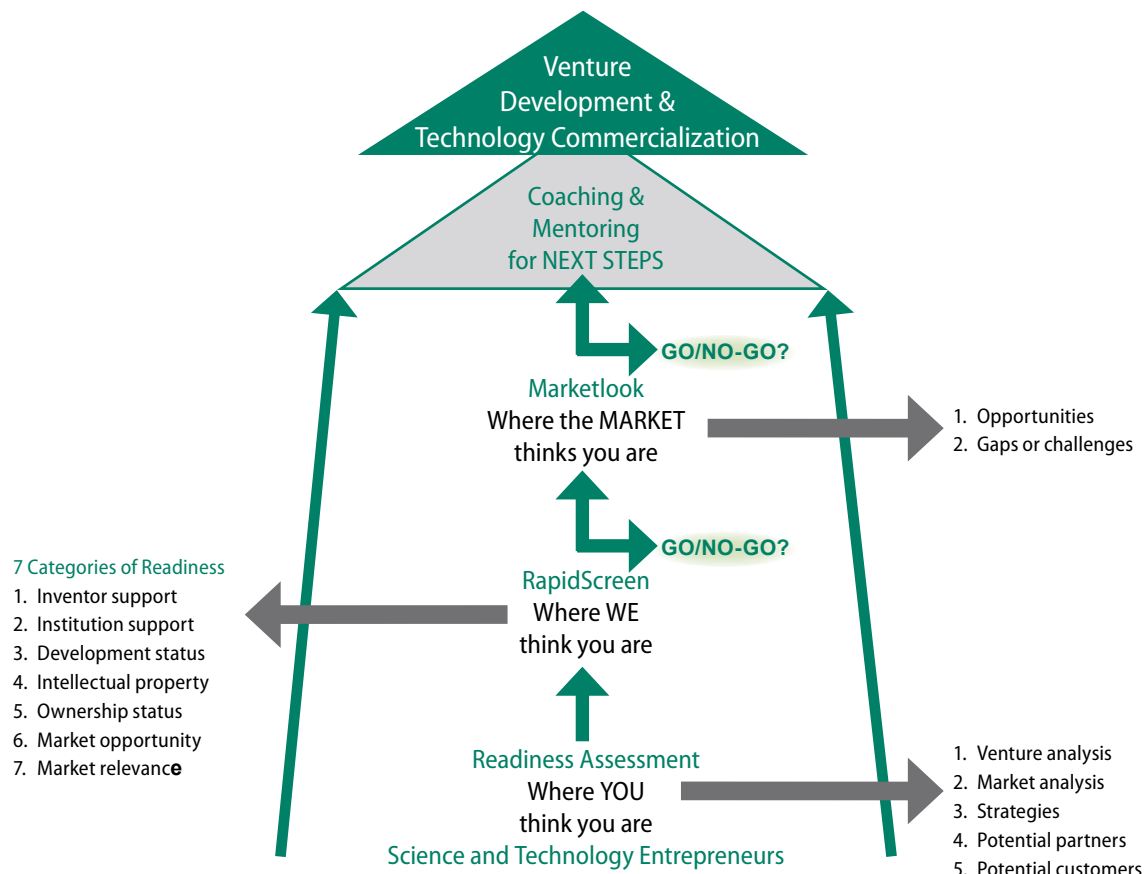 Venture
Development &
Technology Commercialization
Coaching &
Mentoring
for NEXT STEPS
GO/NO-GO?
Marketlook
Where the MARKET
thinks you are
1. Opportunities
2. Gaps or challenges
GO/NO-GO?
RapidScreen
Where WE
think you are
7 Categories of Readiness
1. Inventor support
2. Institution support
3. Development status
4. Intellectual property
5. Ownership status
6. Market opportunity
7. Market relevance
Readiness Assessment
Where YOU
think you are
Science and Technology Entrepreneurs
1. Venture analysis
2. Market analysis
3. Strategies
4. Potential partners
5. Potential customers